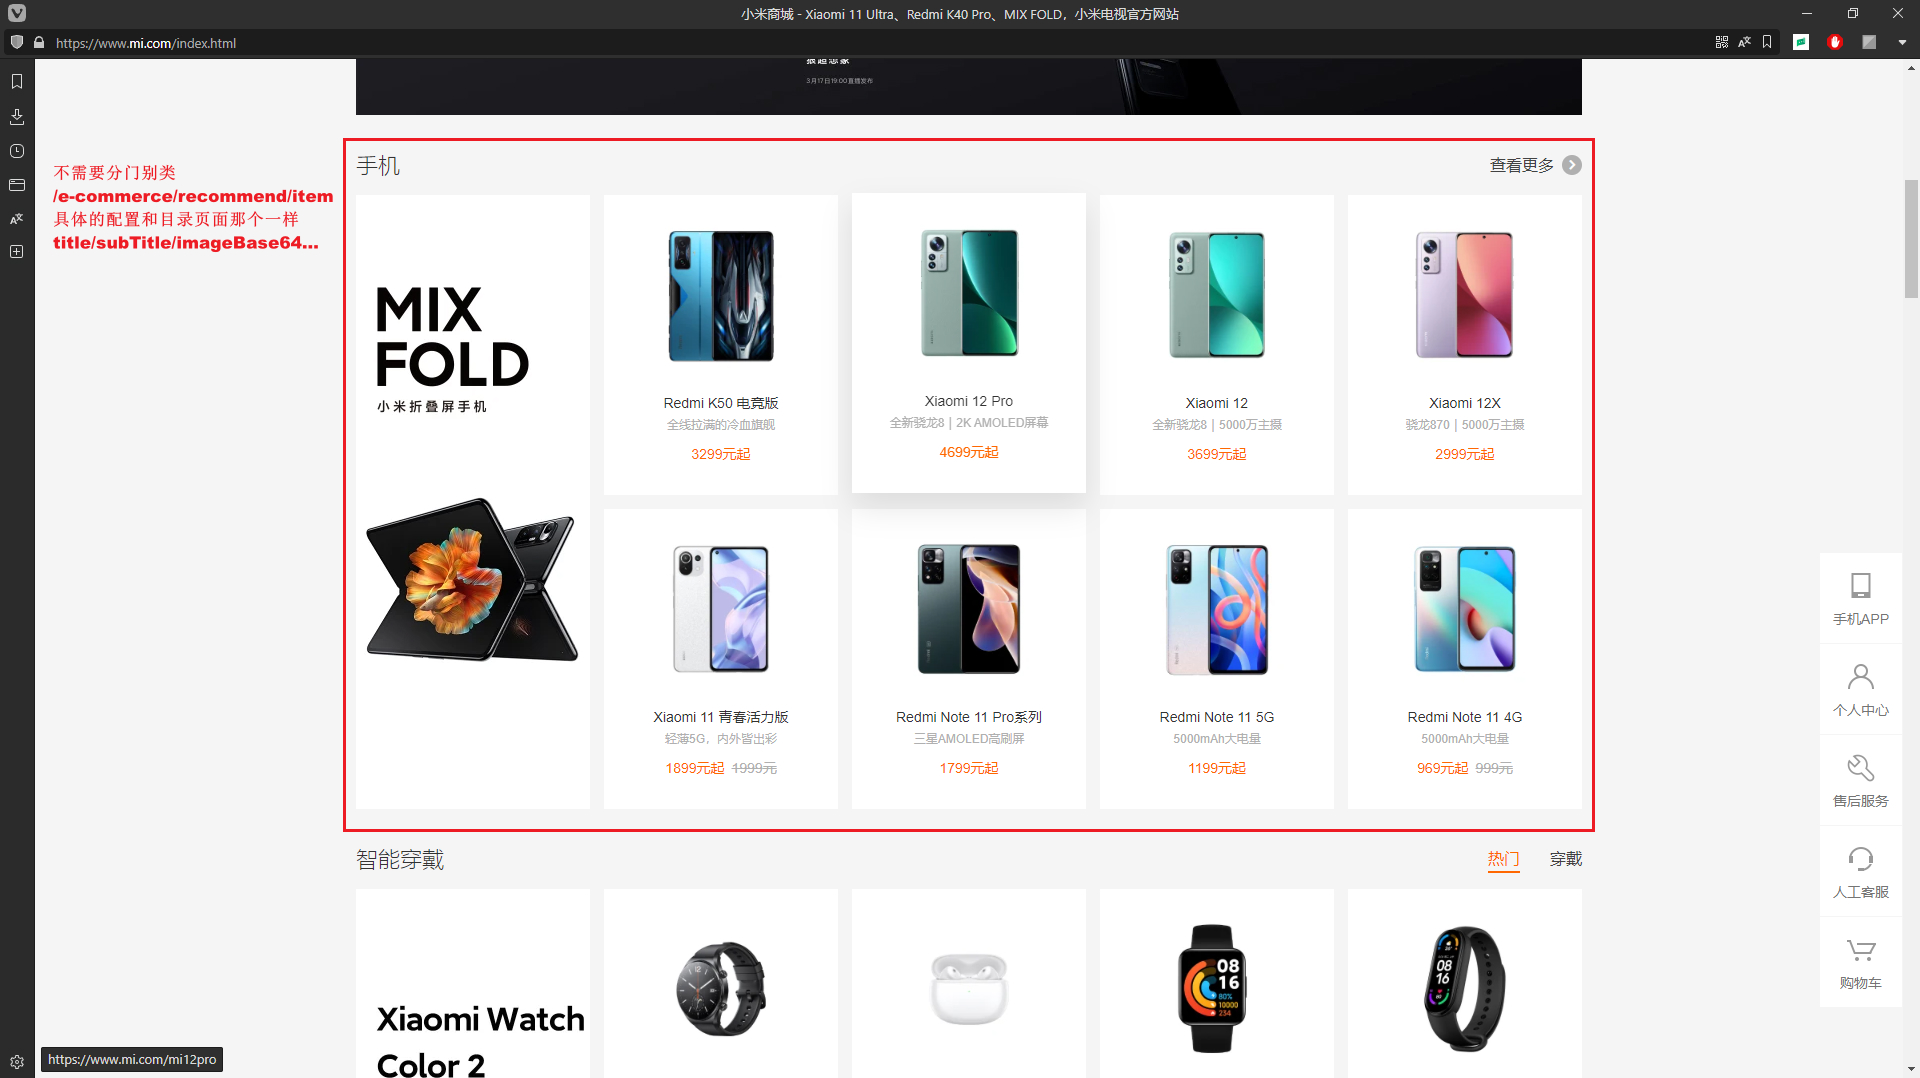 小米商城 - Xiaomi 11 Ultra、Redmi K40 Pro、MIX FOLD，小米电视官方网站
https://www.mi.com/index.html
3月17日19:00直播发布
不需要分门别类
/e-commerce/recommend/item
具体的配置和目录页面那个一样
title/subTitle/imageBase64...
手机
查看更多
MIX
FOLD
小米折叠屏手机
Redmi K50 电竞版
全线拉满的冷血旗舰
3299元起
Xiaomi 12 Pro
全新骁龙8｜2K AMOLED屏幕
4699元起
Xiaomi 12
全新骁龙8｜5000万主摄
3699元起
Xiaomi 12X
骁龙870｜5000万主摄
2999元起
Xiaomi 11 青春活力版
轻薄5G，内外皆出彩
1899元起 1999元
Redmi Note 11 Pro系列
三星AMOLED高刷屏
1799元起
Redmi Note 11 5G
5000mAh大电量
1199元起
Redmi Note 11 4G
5000mAh大电量
969元起 999元
手机APP
个人中心
售后服务
人工客服
购物车
智能穿戴
热门 穿戴
Xiaomi Watch
Color 2
08
16
80%
10000
234
08
16
https://www.mi.com/mi12pro